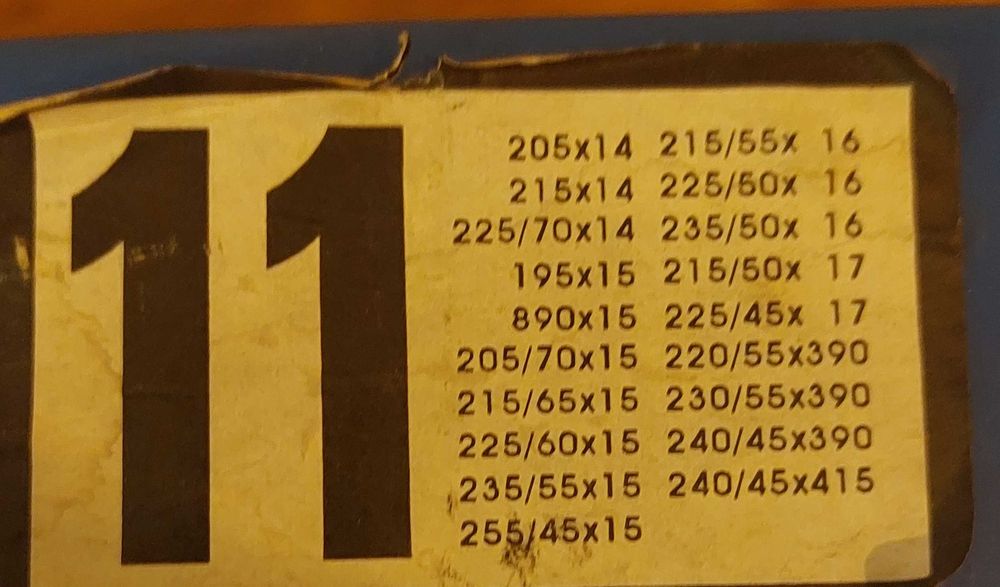 11
205x14 215/55x 16
215x14 225/50x 16
225/70x14 235/50x 16
195x15 215/50x 17
890x15 225/45x 17
205/70x15 220/55x390
215/65x15 230/55x390
225/60x15 240/45x390
235/55x15 240/45x415
255/45x15